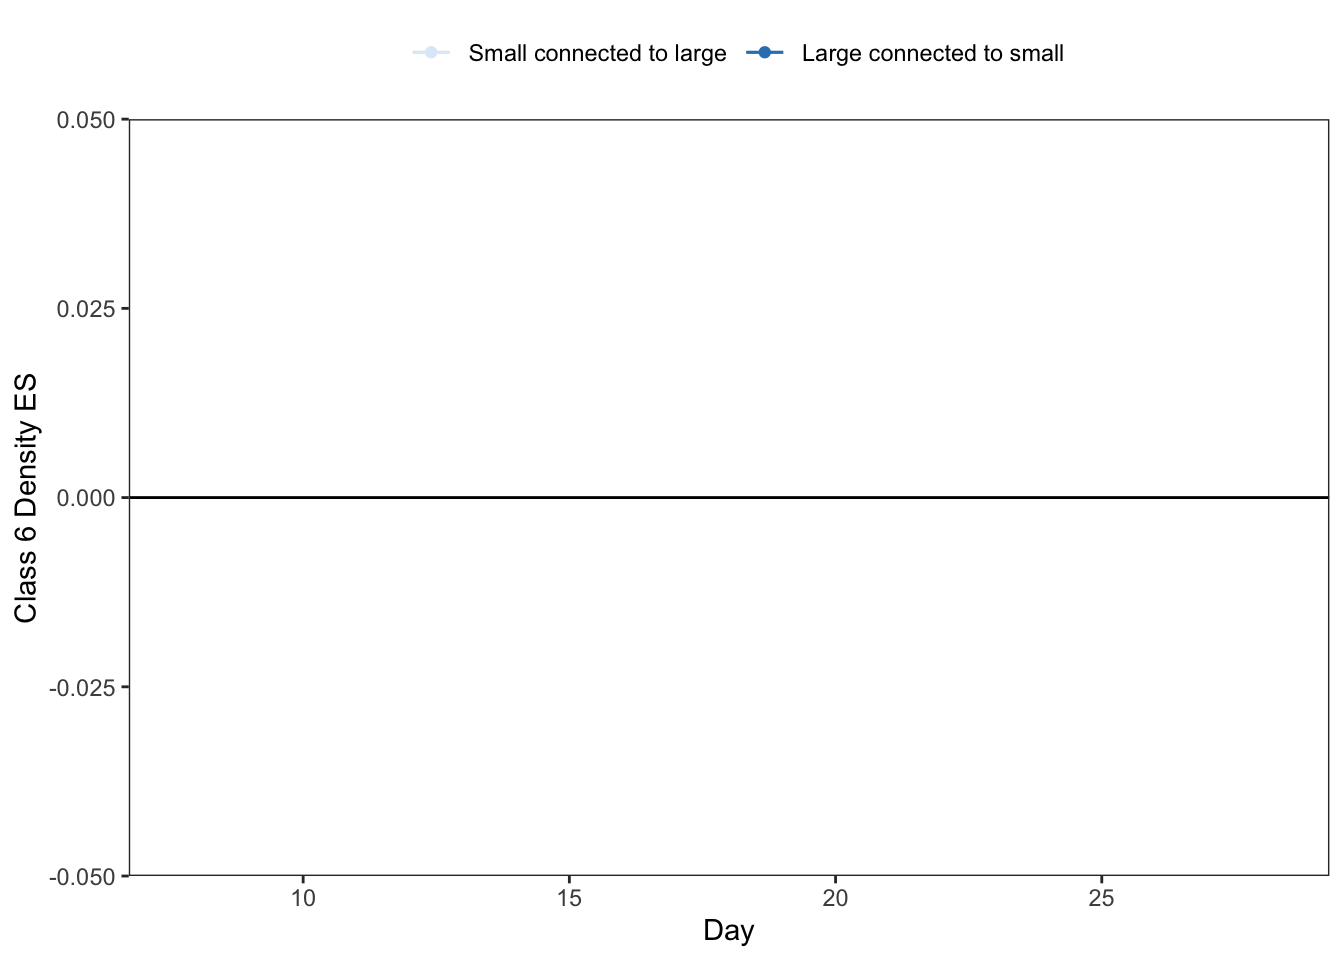 Small connected to large
Large connected to small
0.050
0.025
0.000
-0.025
-0.050
Class 6 Density ES
10
15
20
25
Day